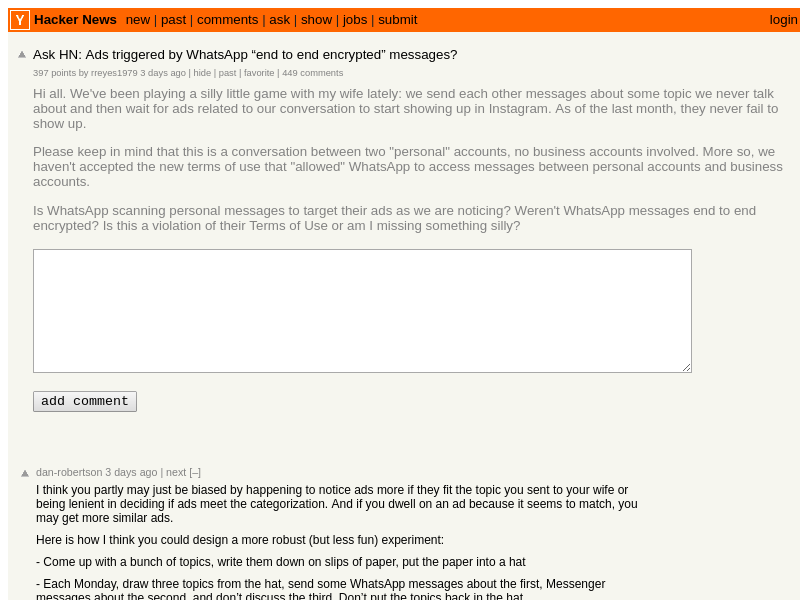 Y Hacker News new | past | comments | ask | show | jobs | submit login
Ask HN: Ads triggered by WhatsApp “end to end encrypted” messages?
397 points by rreyes1979 3 days ago | hide | past | favorite | 449 comments
Hi all. We've been playing a silly little game with my wife lately: we send each other messages about some topic we never talk
about and then wait for ads related to our conversation to start showing up in Instagram. As of the last month, they never fail to
show up.
Please keep in mind that this is a conversation between two "personal" accounts, no business accounts involved. More so, we
haven't accepted the new terms of use that "allowed" WhatsApp to access messages between personal accounts and business
accounts.
Is WhatsApp scanning personal messages to target their ads as we are noticing? Weren't WhatsApp messages end to end
encrypted? Is this a violation of their Terms of Use or am I missing something silly?
add comment
dan-robertson 3 days ago | next [–]
I think you partly may just be biased by happening to notice ads more if they fit the topic you sent to your wife or
being lenient in deciding if ads meet the categorization. And if you dwell on an ad because it seems to match, you
may get more similar ads.
Here is how I think you could design a more robust (but less fun) experiment:
- Come up with a bunch of topics, write them down on slips of paper, put the paper into a hat
- Each Monday, draw three topics from the hat, send some WhatsApp messages about the first, Messenger
messages about the second, and don’t discuss the third. Don’t put the topics back in the hat.